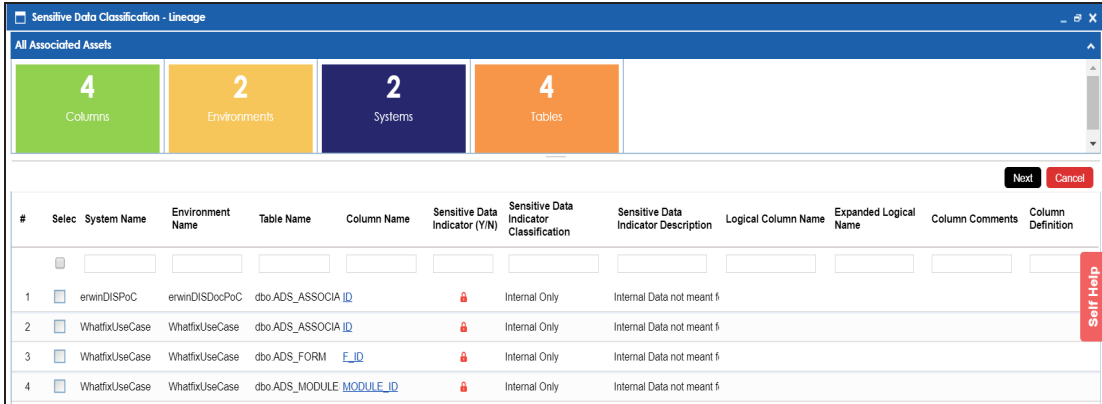 Sensitive Data Classification - Lineage
All Associated Assets
4 2 2 4
Columns Environments Systems Tables
Next Cancel
# Selec System Name Environment Name Table Name Column Name Sensitive Data Indicator (Y/N) Sensitive Data Indicator Classification Sensitive Data Indicator Description Logical Column Name Expanded Logical Name Column Comments Column Definition
1 erwinDISPoC erwinDISDocPoC dbo.ADS_ASSOCIA ID Internal Only Internal Data not meant f
2 WhatfixUseCase WhatfixUseCase dbo.ADS_ASSOCIA ID Internal Only Internal Data not meant f
3 WhatfixUseCase WhatfixUseCase dbo.ADS_FORM F_ID Internal Only Internal Data not meant f
4 WhatfixUseCase WhatfixUseCase dbo.ADS_MODULE MODULE_ID Internal Only Internal Data not meant f
Self Help